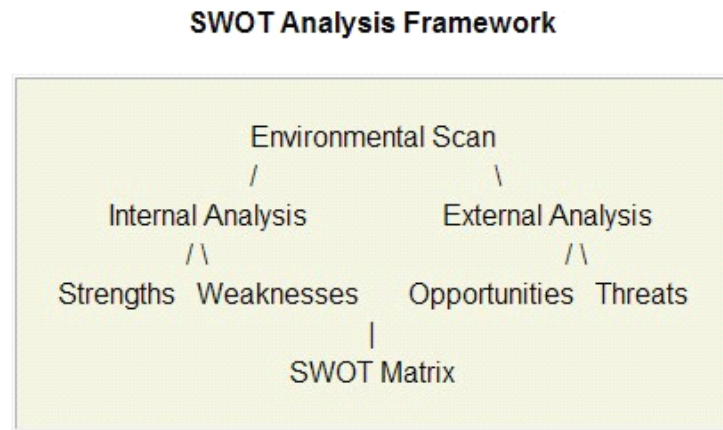 SWOT Analysis Framework
Environmental Scan
/ \
Internal Analysis External Analysis
/ \ / \
Strengths Weaknesses Opportunities Threats
|
SWOT Matrix